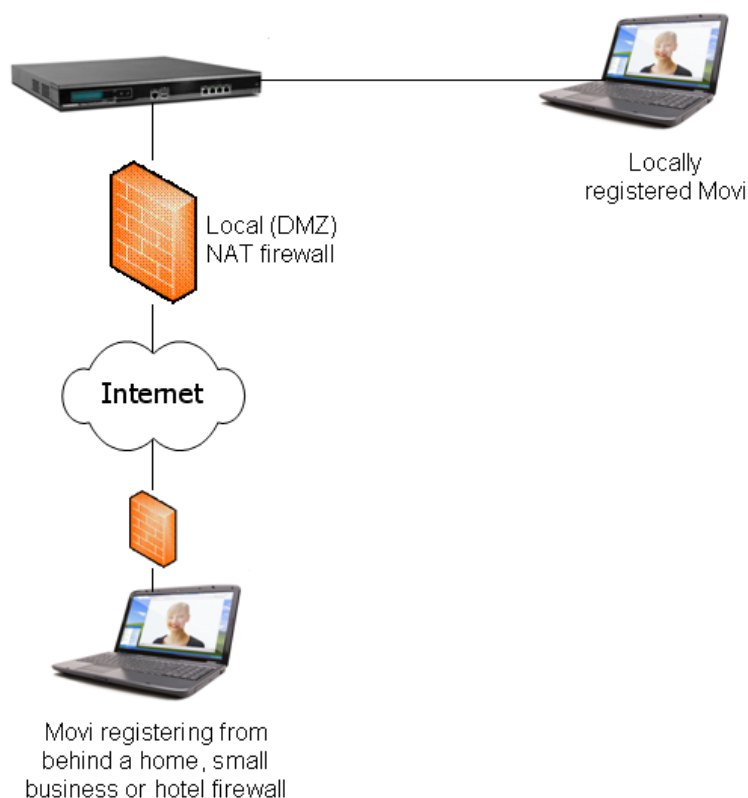 Locally
registered Movi
Local (DMZ)
NAT firewall
Internet
Movi registering from
behind a home, small
business or hotel firewall